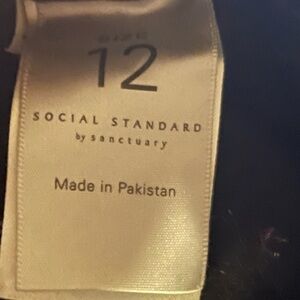 12
SOCIAL STANDARD
by sanctuary
Made in Pakistan